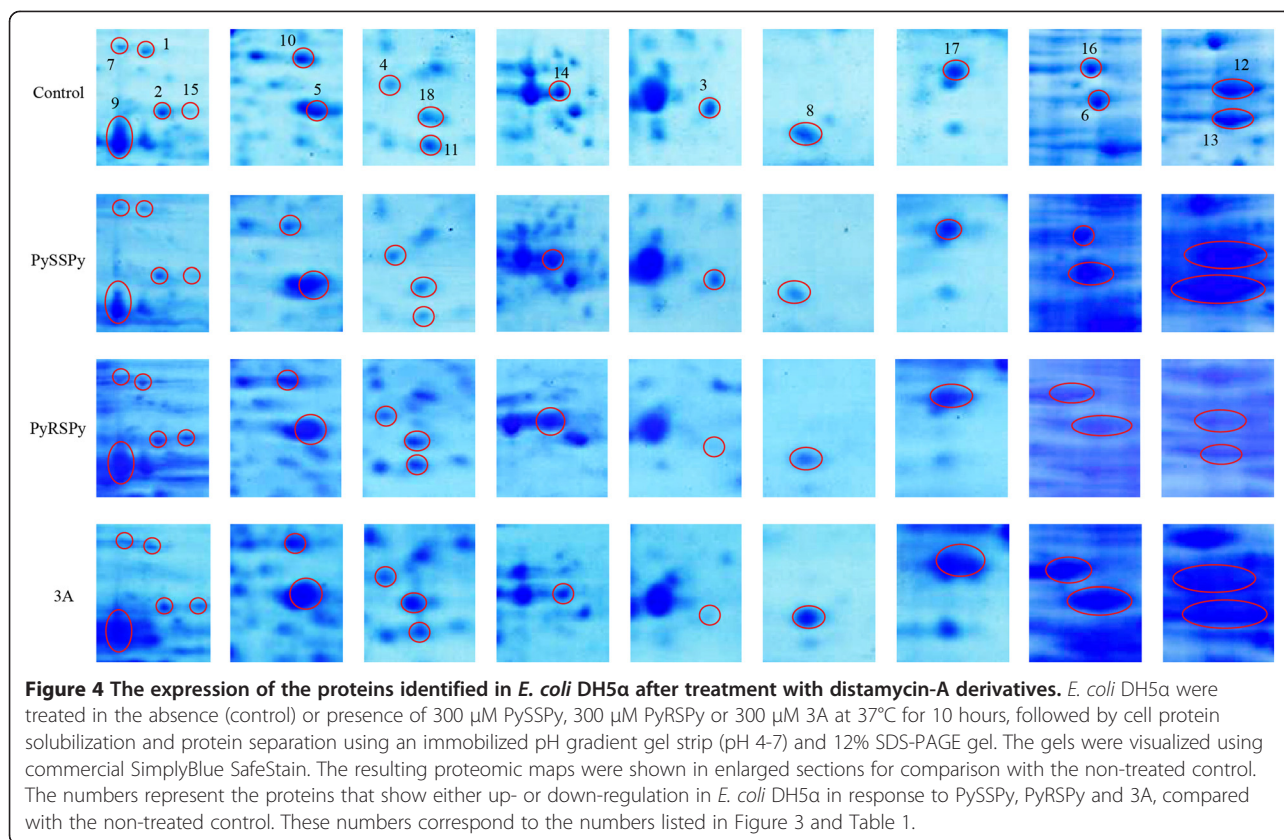 1 10 4 14 17 16 12
7
Control 2 15 5 18 3 8 6
9 11 13
PySSPy
PyRSPy
3A
Figure 4 The expression of the proteins identified in E. coli DH5α after treatment with distamycin-A derivatives. E. coli DH5α were
treated in the absence (control) or presence of 300 μM PySSPy, 300 μM PyRSPy or 300 μM 3A at 37°C for 10 hours, followed by cell protein
solubilization and protein separation using an immobilized pH gradient gel strip (pH 4-7) and 12% SDS-PAGE gel. The gels were visualized using
commercial SimplyBlue SafeStain. The resulting proteomic maps were shown in enlarged sections for comparison with the non-treated control.
The numbers represent the proteins that show either up- or down-regulation in E. coli DH5α in response to PySSPy, PyRSPy and 3A, compared
with the non-treated control. These numbers correspond to the numbers listed in Figure 3 and Table 1.